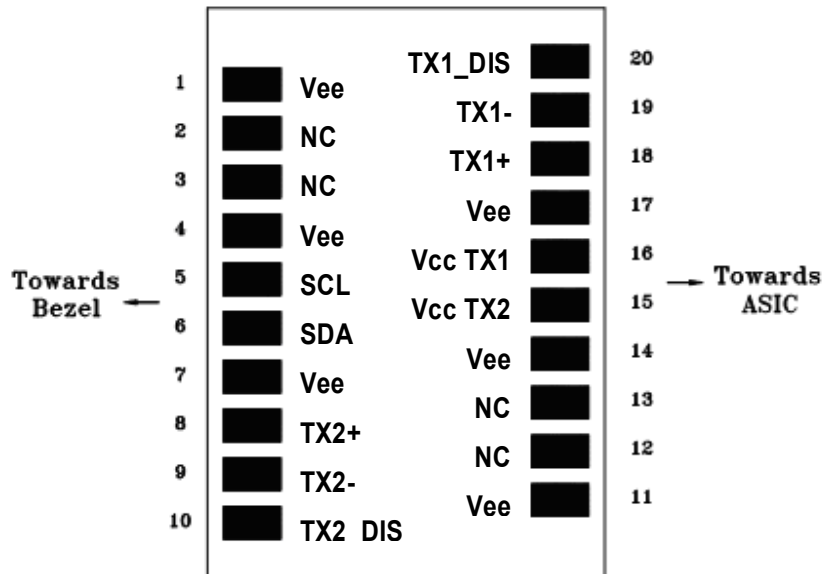 1 Vee
2 NC
3 NC
4 Vee
5 SCL
6 SDA
7 Vee
8 TX2+
9 TX2-
10 TX2 DIS
Towards
Bezel
TX1_DIS 20
TX1- 19
TX1+ 18
Vee 17
Vcc TX1 16
Vcc TX2 15
Vee 14
NC 13
NC 12
Vee 11
Towards
ASIC